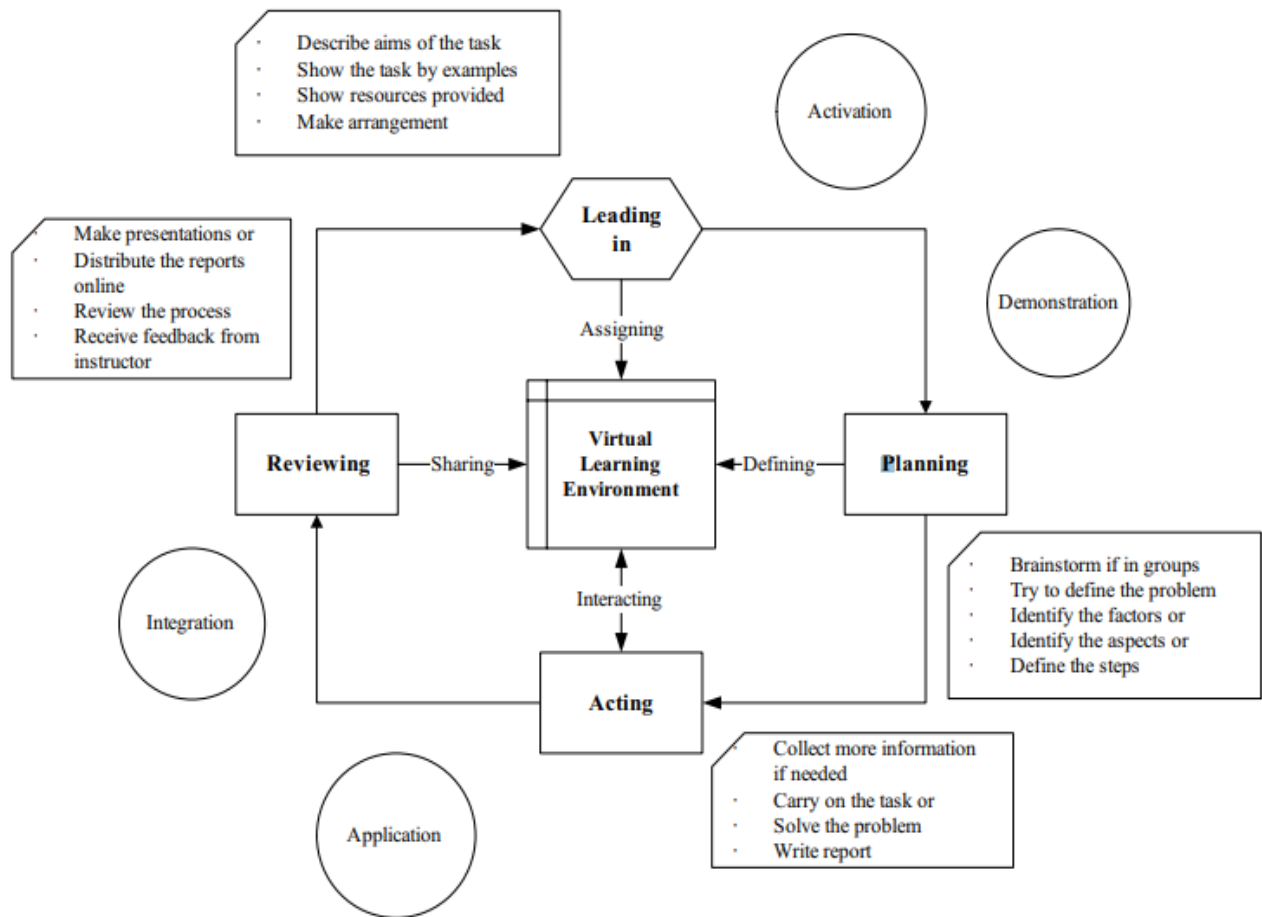 · Describe aims of the task
· Show the task by examples
· Show resources provided
· Make arrangement
Activation
· Make presentations or
· Distribute the reports
online
· Review the process
· Receive feedback from
instructor
Leading
in
Demonstration
Assigning
Reviewing
Sharing
Virtual
Learning
Environment
Defining
Planning
· Brainstorm if in groups
· Try to define the problem
· Identify the factors or
· Identify the aspects or
· Define the steps
Interacting
Integration
Acting
· Collect more information
if needed
· Carry on the task or
· Solve the problem
· Write report
Application